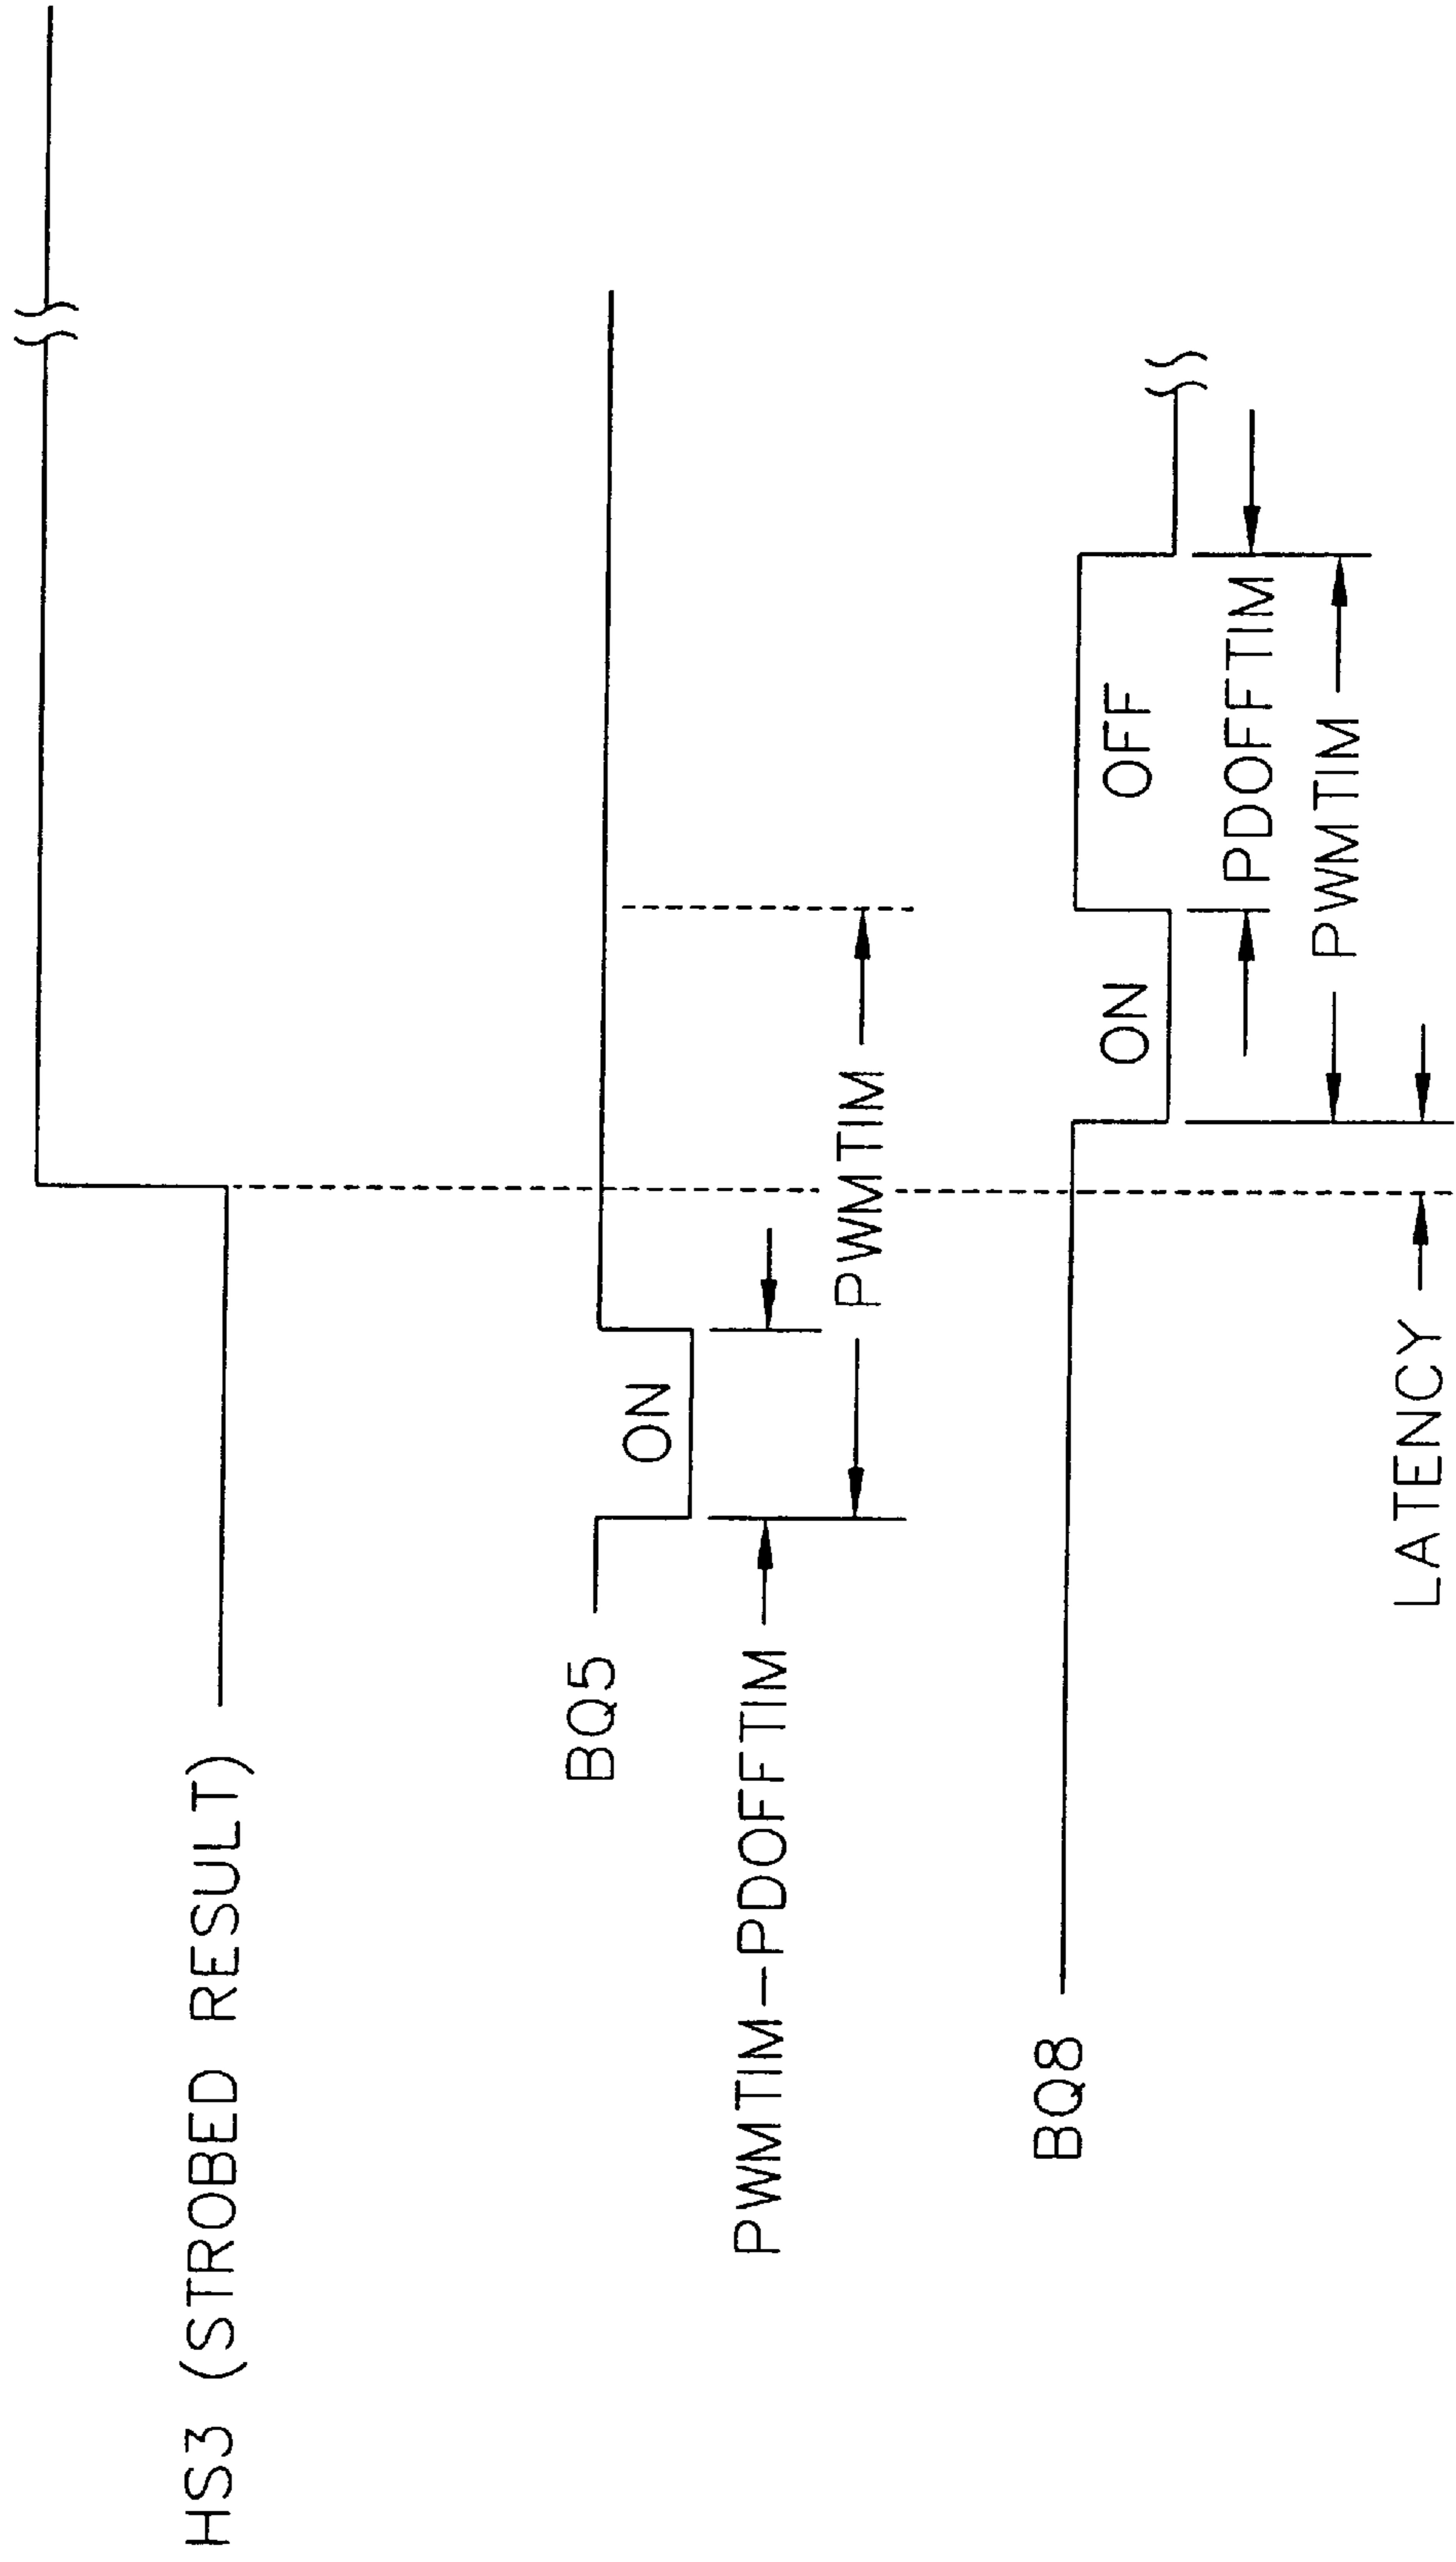 HS3 (STROBED RESULT)
BQ5
ON
PWMTIM-PDOFFTIM
PWMTIM
BQ8
ON
OFF
PDOFFTIM
PWMTIM
LATENCY